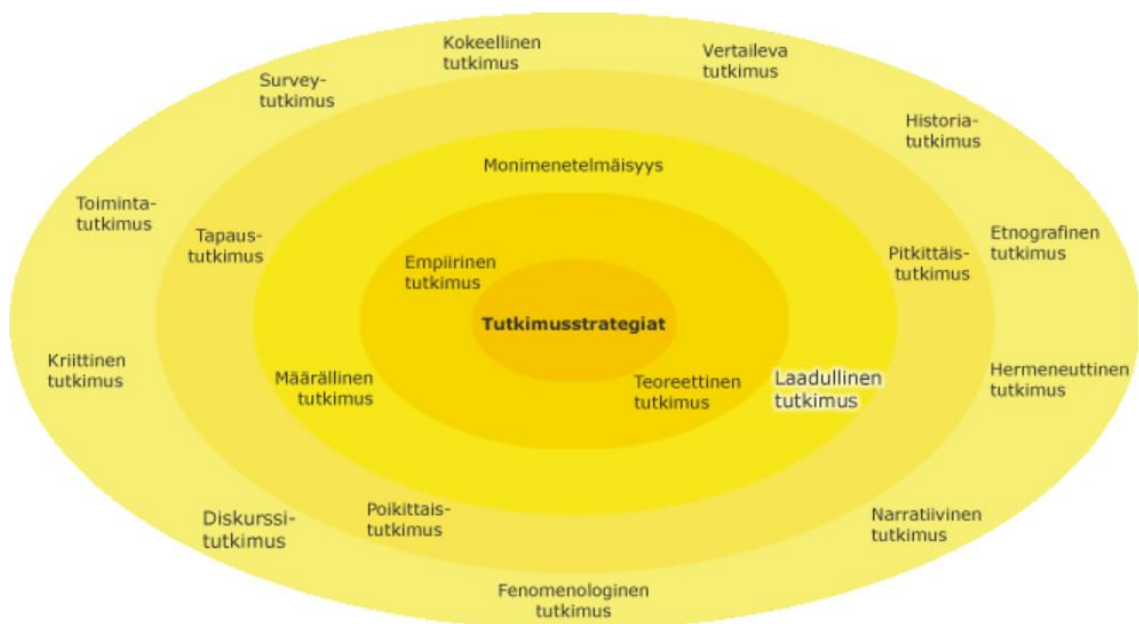 Kokeellinen
tutkimus
Vertaileva
tutkimus
Survey-
tutkimus
Historia-
tutkimus
Monimenetelmäisyys
Toiminta-
tutkimus
Tapaus-
tutkimus
Etnografinen
tutkimus
Pitkittäis-
tutkimus
Empiirinen
tutkimus
Tutkimusstrategiat
Kriittinen
tutkimus
Määrällinen
tutkimus
Teoreettinen
tutkimus
Laadullinen
tutkimus
Hermeneuttinen
tutkimus
Diskurssi-
tutkimus
Poikittais-
tutkimus
Narratiivinen
tutkimus
Fenomenologinen
tutkimus